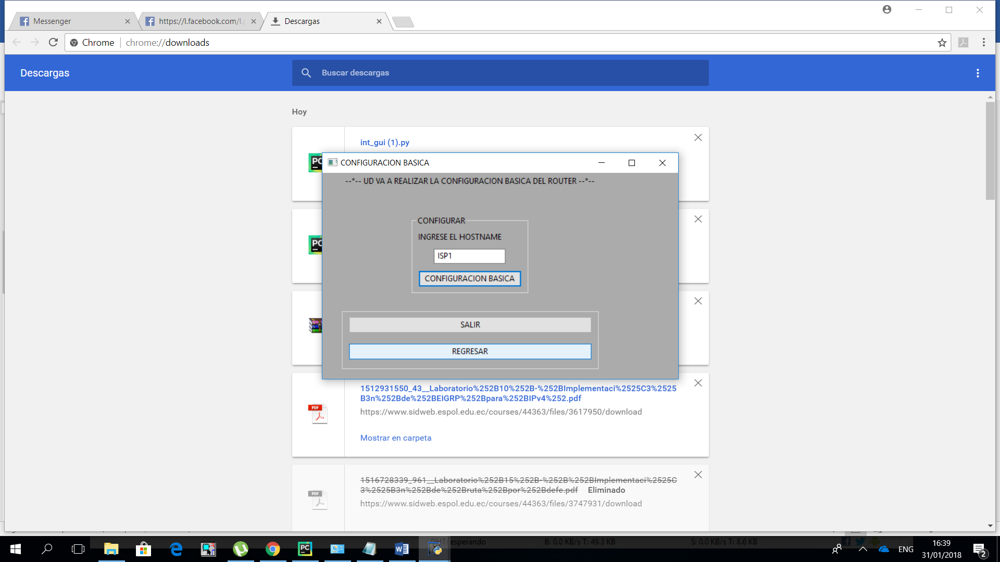 Messenger
https://l.facebook.com/l.
Descargas
Chrome
chrome://downloads
Descargas
Buscar descargas
Hoy
int_gui (1).py
CONFIGURACION BASICA
--*-- UD VA A REALIZAR LA CONFIGURACION BASICA DEL ROUTER --*--
CONFIGURAR
INGRESE EL HOSTNAME
ISP1
CONFIGURACION BASICA
SALIR
REGRESAR
1512931550_43__Laboratorio%252B10%252B-%252BImplementaci%2525C3%2525
B3n%252Bde%252BEIGRP%252Bpara%252BIPv4%252.pdf
https://www.sidweb.espol.edu.ec/courses/44363/files/3617950/download
Mostrar en carpeta
1516728339_961__Laboratorio%252B15%252B-%252B%252BImplementaci%2525C
3%2525B3n%252Bde%252Bruta%252Bpor%252Bdefe.pdf Eliminado
https://www.sidweb.espol.edu.ec/courses/44363/files/3747931/download
DHT: esperando
B: 0.0 KB/s T: 49.3 KB
S: 0.0 KB/s T: 8.6 KB
ENG
16:39
31/01/2018
2